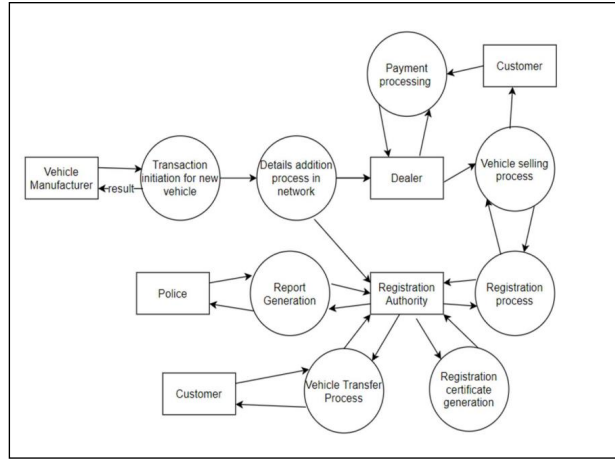 Payment
processing
Customer
Vehicle
Manufacturer
result
Transaction
initiation for new
vehicle
Details addition
process in
network
Dealer
Vehicle selling
process
Police
Report
Generation
Registration
Authority
Registration
process
Customer
Vehicle Transfer
Process
Registration
certificate
generation